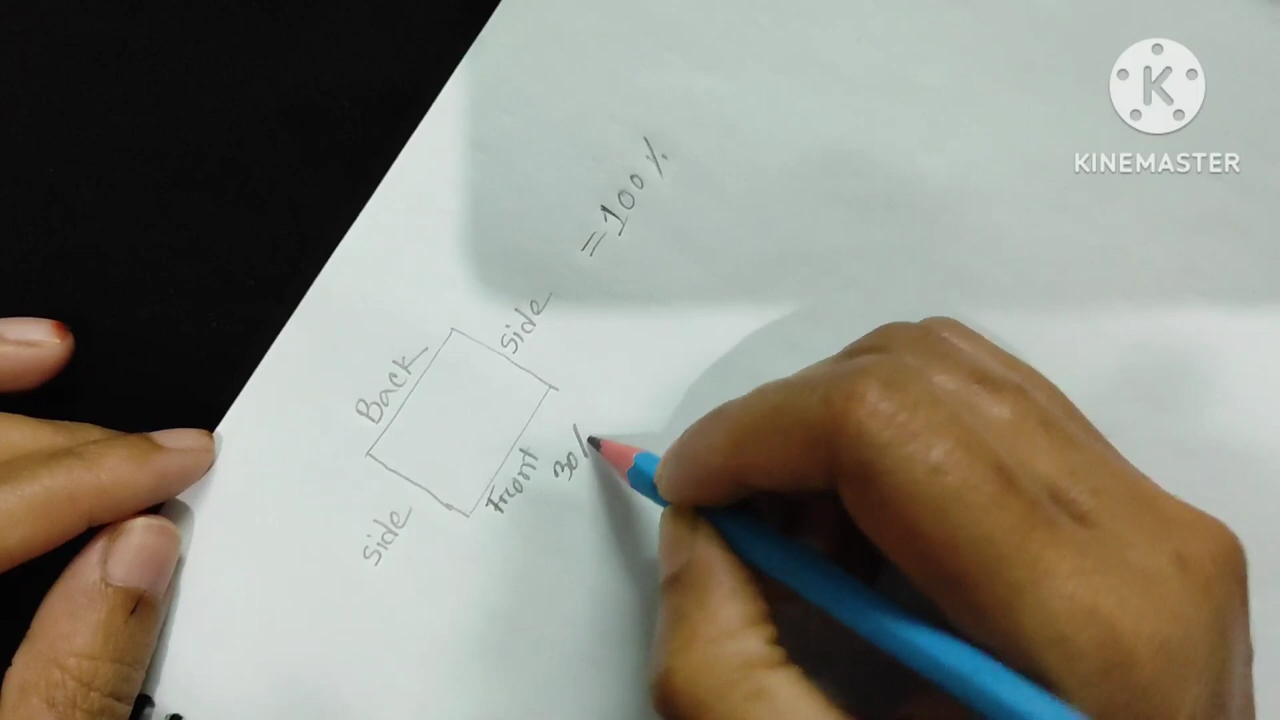 KINEMASTER
= 100 %
Back
side
side
Front
30 /